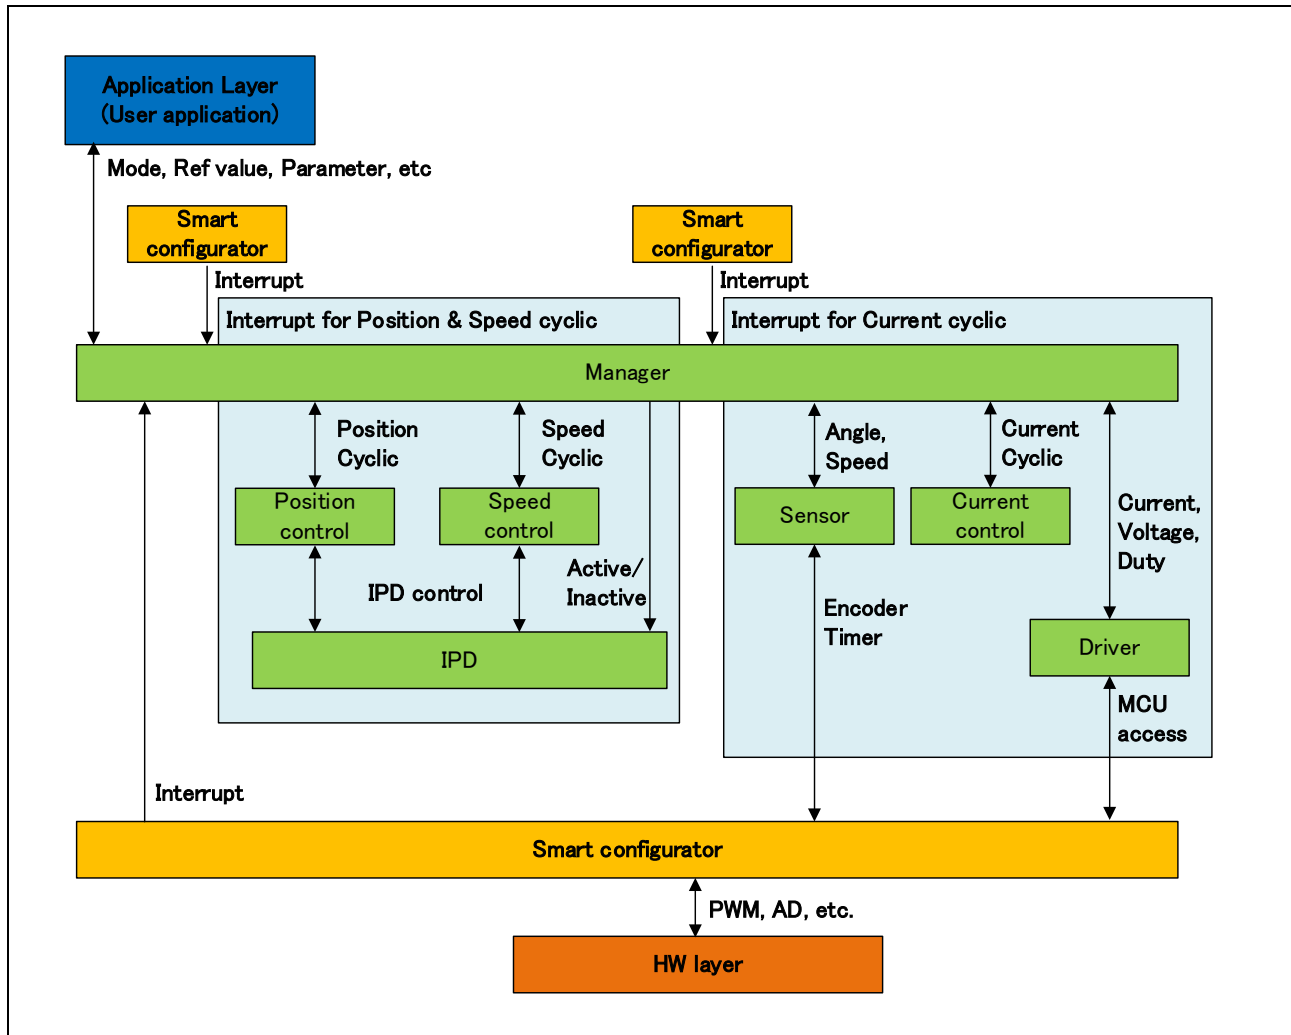 Application Layer
(User application)
Mode, Ref value, Parameter, etc
Smart
configurator
Smart
configurator
Interrupt
Interrupt
Interrupt for Position & Speed cyclic
Interrupt for Current cyclic
Manager
Position
Cyclic
Speed
Cyclic
Angle,
Speed
Current
Cyclic
Position
control
Speed
control
Sensor
Current
control
Current,
Voltage,
Duty
IPD control
Active/
Inactive
Encoder
Timer
IPD
Driver
MCU
access
Interrupt
Smart configurator
PWM, AD, etc.
HW layer